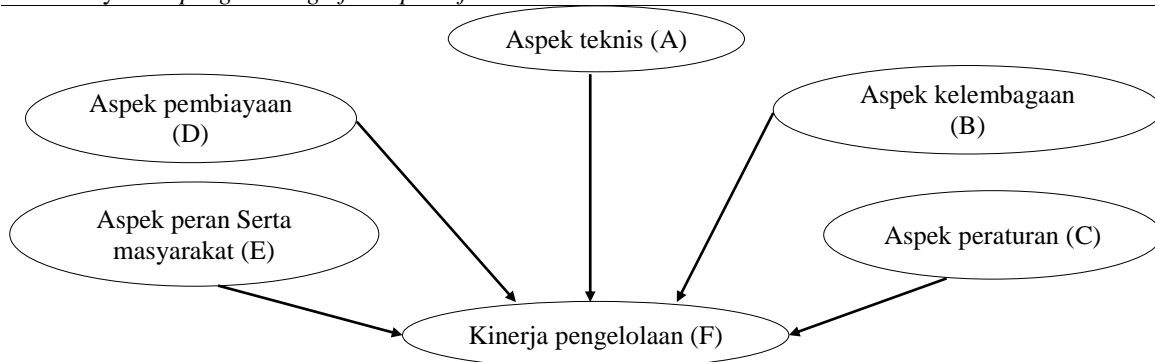 Aspek teknis (A)
Aspek pembiayaan
(D)
Aspek kelembagaan
(B)
Aspek peran Serta
masyarakat (E)
Aspek peraturan (C)
Kinerja pengelolaan (F)